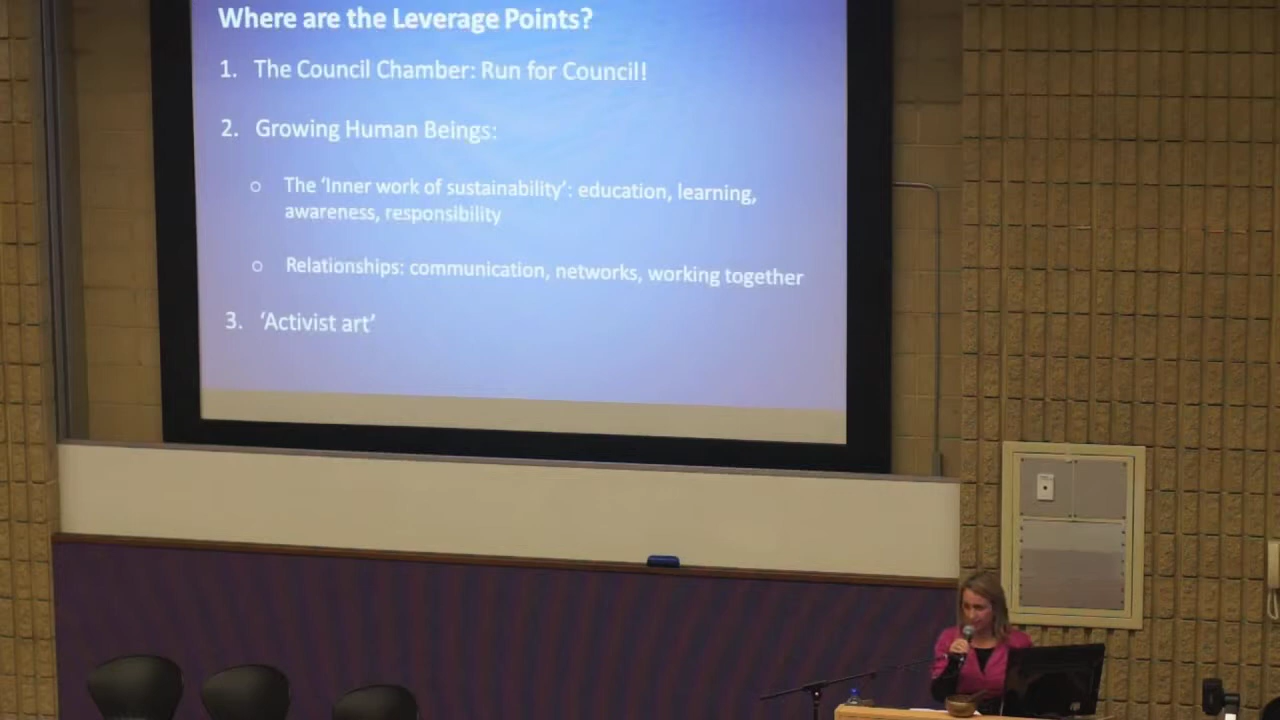 Where are the Leverage Points?
1. The Council Chamber: Run for Council!
2. Growing Human Beings:
o The ‘Inner work of sustainability’: education, learning,
awareness, responsibility
o Relationships: communication, networks, working together
3. ‘Activist art’